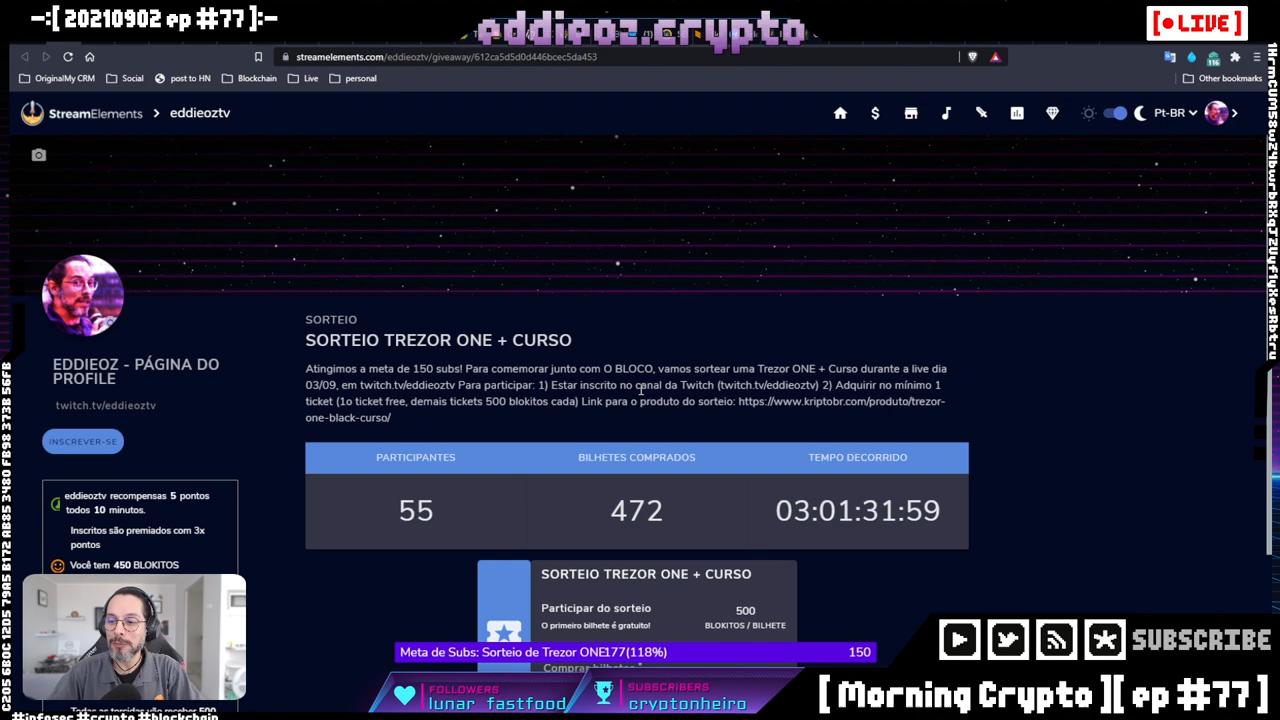 -:[ 20210902 ep #77 ]:-
eddieoz.crypto
[● LIVE ]
streamelements.com/eddieoztv/giveaway/612ca5d5d0d446bcec5da453
116
OriginalMy CRM
Social
post to HN
Blockchain
Live
personal
Other bookmarks
StreamElements
eddieoztv
Pt-BR
SORTEIO
SORTEIO TREZOR ONE + CURSO
Atingimos a meta de 150 subs! Para comemorar junto com O BLOCO, vamos sortear uma Trezor ONE + Curso durante a live dia
03/09, em twitch.tv/eddieoztv Para participar: 1) Estar inscrito no canal da Twitch (twitch.tv/eddieoztv) 2) Adquirir no mínimo 1
ticket (1o ticket free, demais tickets 500 blokitos cada) Link para o produto do sorteio: https://www.kriptobr.com/produto/trezor-
one-black-curso/
EDDIEOZ - PÁGINA DO
PROFILE
twitch.tv/eddieoztv
INSCREVER-SE
eddieoztv recompensas 5 pontos
todos 10 minutos.
Inscritos são premiados com 3x
pontos
Você tem 450 BLOKITOS
PARTICIPANTES
BILHETES COMPRADOS
TEMPO DECORRIDO
55
472
03:01:31:59
SORTEIO TREZOR ONE + CURSO
Participar do sorteio
500
O primeiro bilhete é gratuito!
BLOKITOS / BILHETE
Meta de Subs: Sorteio de Trezor ONE177(118%)
150
Comprar bilhetes *
FOLLOWERS
lunar_fastfood
SUBSCRIBERS
cryptonheiro
SUBSCRIBE
[ Morning Crypto ][ ep #77 ]
#infosec #crypto #blockchain